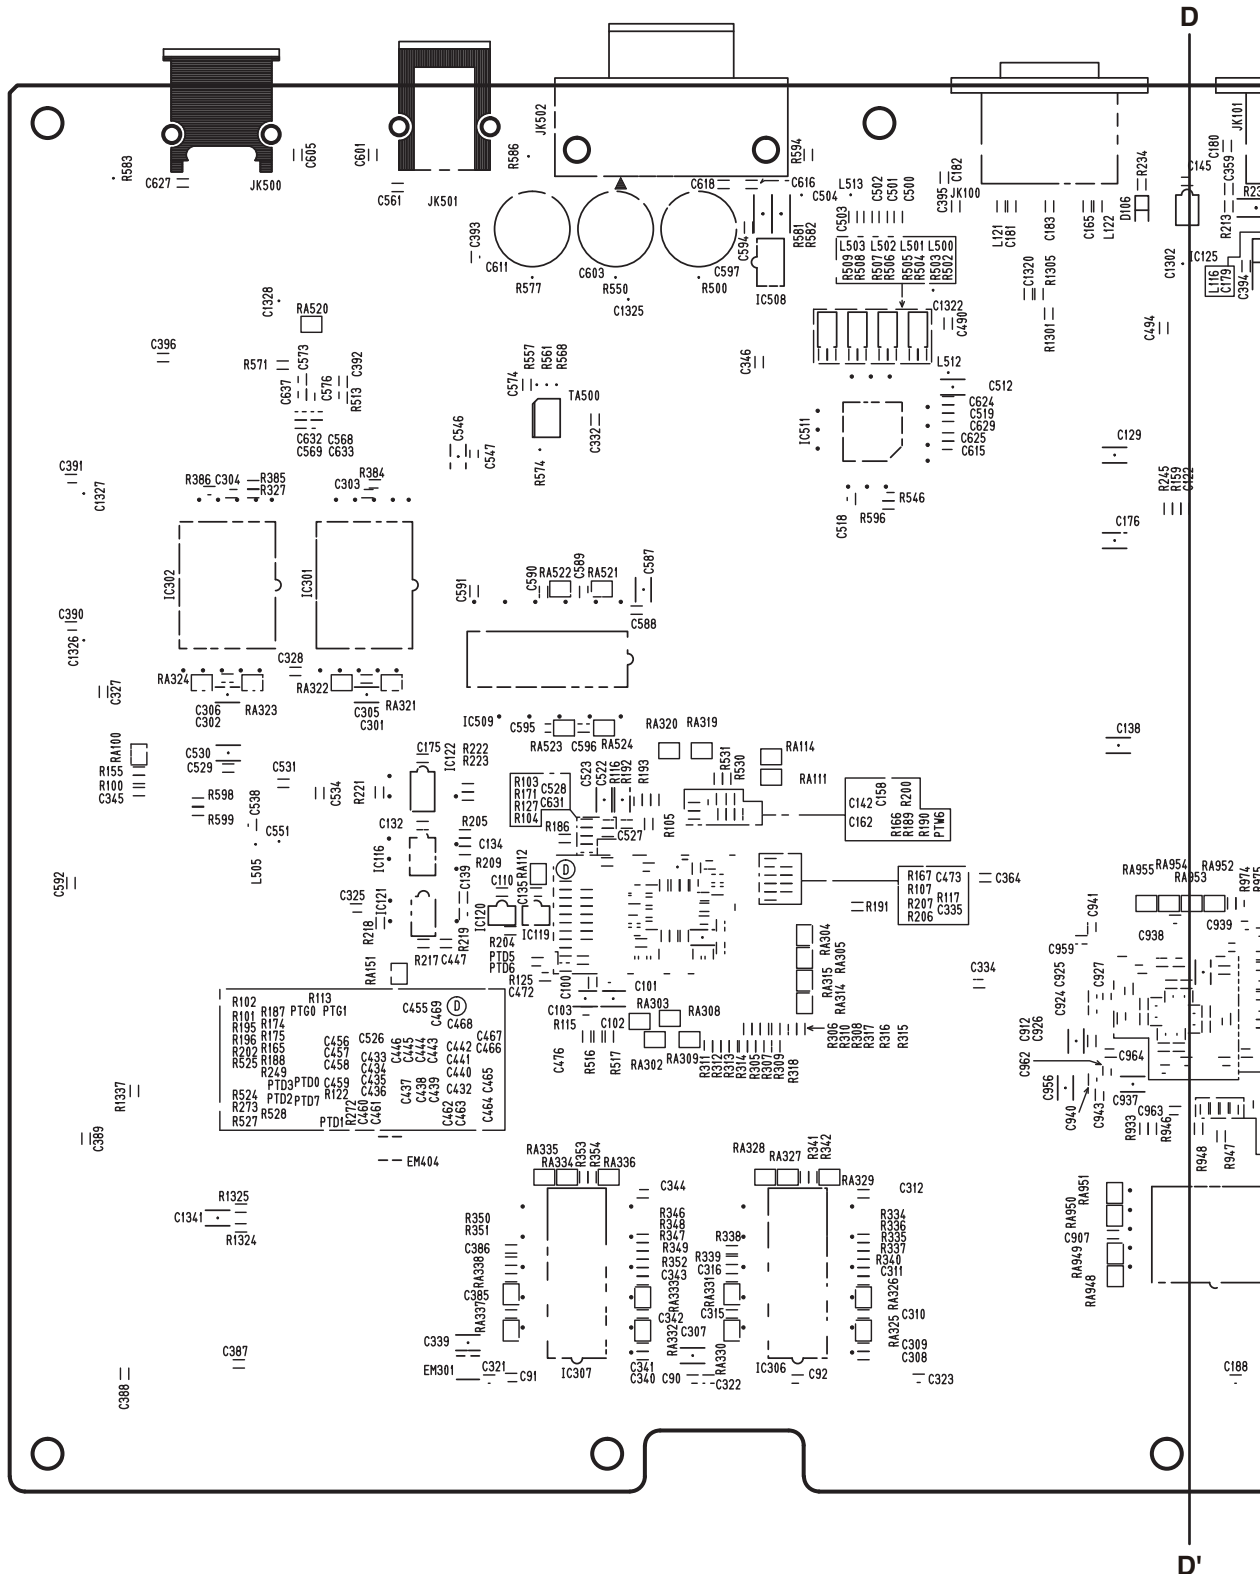 D
JK502
JK101
R583
C627
JK500
C605
C601
C561
JK501
R586
R594
C618
C616
C504
L513
C503
C502
C501
C500
C182
C395
JK100
R234
C145
C180
C359
R213
R23
C393
C611
R577
C603
R550
C1325
C597
R500
C594
R581
R582
IC508
L503 L502 L501 L500
R509
R508
R507
R506
R505
R504
R503
R502
L121
C181
C183
C165
L122
D106
C1302
IC125
L116
C179
C394
C1320
R1305
R1301
C494
C1328
RA520
C1322
C490
C396
R571
C573
C637
C576
C392
R513
C632
C569
C568
C633
R557
R561
R568
C574
TA500
C332
C346
L512
C512
IC511
C624
C519
C629
C625
C615
C546
C547
R574
C129
C391
C1327
R386
C304
R385
R327
C303
R384
C518
R596
R546
R245
R159
C122
C176
IC302
IC301
C591
C590
RA522
C589
RA521
C587
C588
C390
C1326
C328
C327
RA324
C306
C302
RA323
RA322
C305
C301
RA321
IC509
C595
RA523
C596
RA524
RA320
RA319
C138
RA100
R155
R100
C345
C530
C529
C531
R598
R599
C538
C551
L505
C534
R221
C175
IC122
R222
R223
R103
R171
R127
R104
C528
C631
C523
C522
R116
R192
R193
R531
R530
RA114
RA111
C142
C162
C158
R200
R166
R189
R190
PTW6
C132
R205
C134
R186
C527
R105
IC116
R209
RA112
D
C592
C325
IC121
C139
C110
C135
IC120
IC119
R218
R219
R217
C447
R204
PTD5
PTD6
R125
C472
R167 C473
R107
R207
R206
R117
C335
C364
R191
RA304
RA305
RA315
RA314
C334
RA955
RA954
RA953
RA952
R974
R975
C941
C959
C938
C939
RA151
C100
C103
R115
C101
RA303
C102
RA308
RA302
RA309
C476
R516
R517
R311
R312
R313
R314
R305
R307
R309
R318
R306
R310
R308
R317
R316
R315
C924
C925
C927
C912
C926
C962
C964
C956
C940
C943
C937
C963
R933
R946
R948
R947
R102
R101
R195
R196
R202
R525
R524
R273
R527
R187
R174
R175
R165
R188
R249
R113
PTG0 PTG1
PTD3
PTD0
PTD2
PTD7
R528
PTD1
C456
C457
C458
C459
R122
R272
C460
C461
C526
C433
C434
C435
C436
C446
C445
C444
C443
C455
C469
D
C468
C467
C466
C442
C441
C440
C432
C437
C438
C439
C462
C463
C465
C464
R1337
C389
EM404
R1325
C1341
R1324
C387
C388
RA335
RA334
R353
R354
RA336
RA328
RA327
R341
R342
RA329
C344
C312
R350
R351
C386
RA338
C385
RA337
C339
EM301
C321
C91
IC307
R346
R348
R347
R349
R352
C343
RA333
C342
RA332
C341
C340
C307
C90
C322
RA330
R338
R339
C316
RA331
C315
IC306
C92
R334
R336
R335
R337
R340
C311
RA326
C310
RA325
C309
C308
C323
RA951
RA950
C907
RA949
RA948
C188
D'